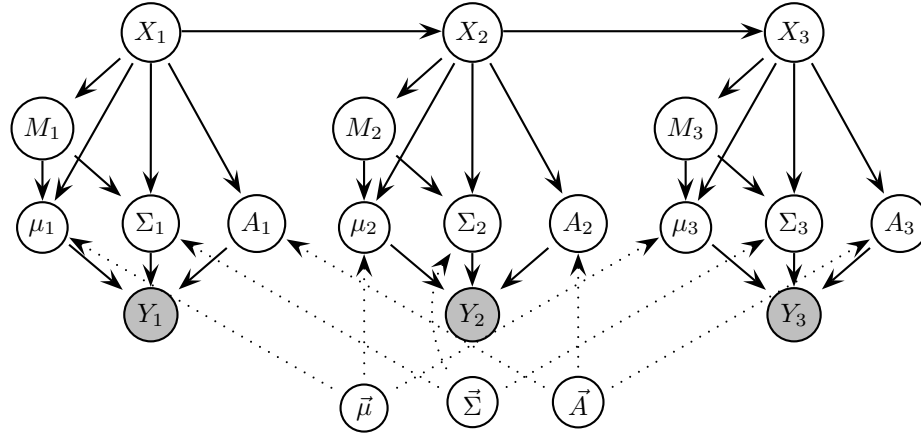 X₁ X₂ X₃
M₁ M₂ M₃
μ₁ Σ₁ A₁ μ₂ Σ₂ A₂ μ₃ Σ₃ A₃
Y₁ Y₂ Y₃
μ⃗ Σ⃗ A⃗